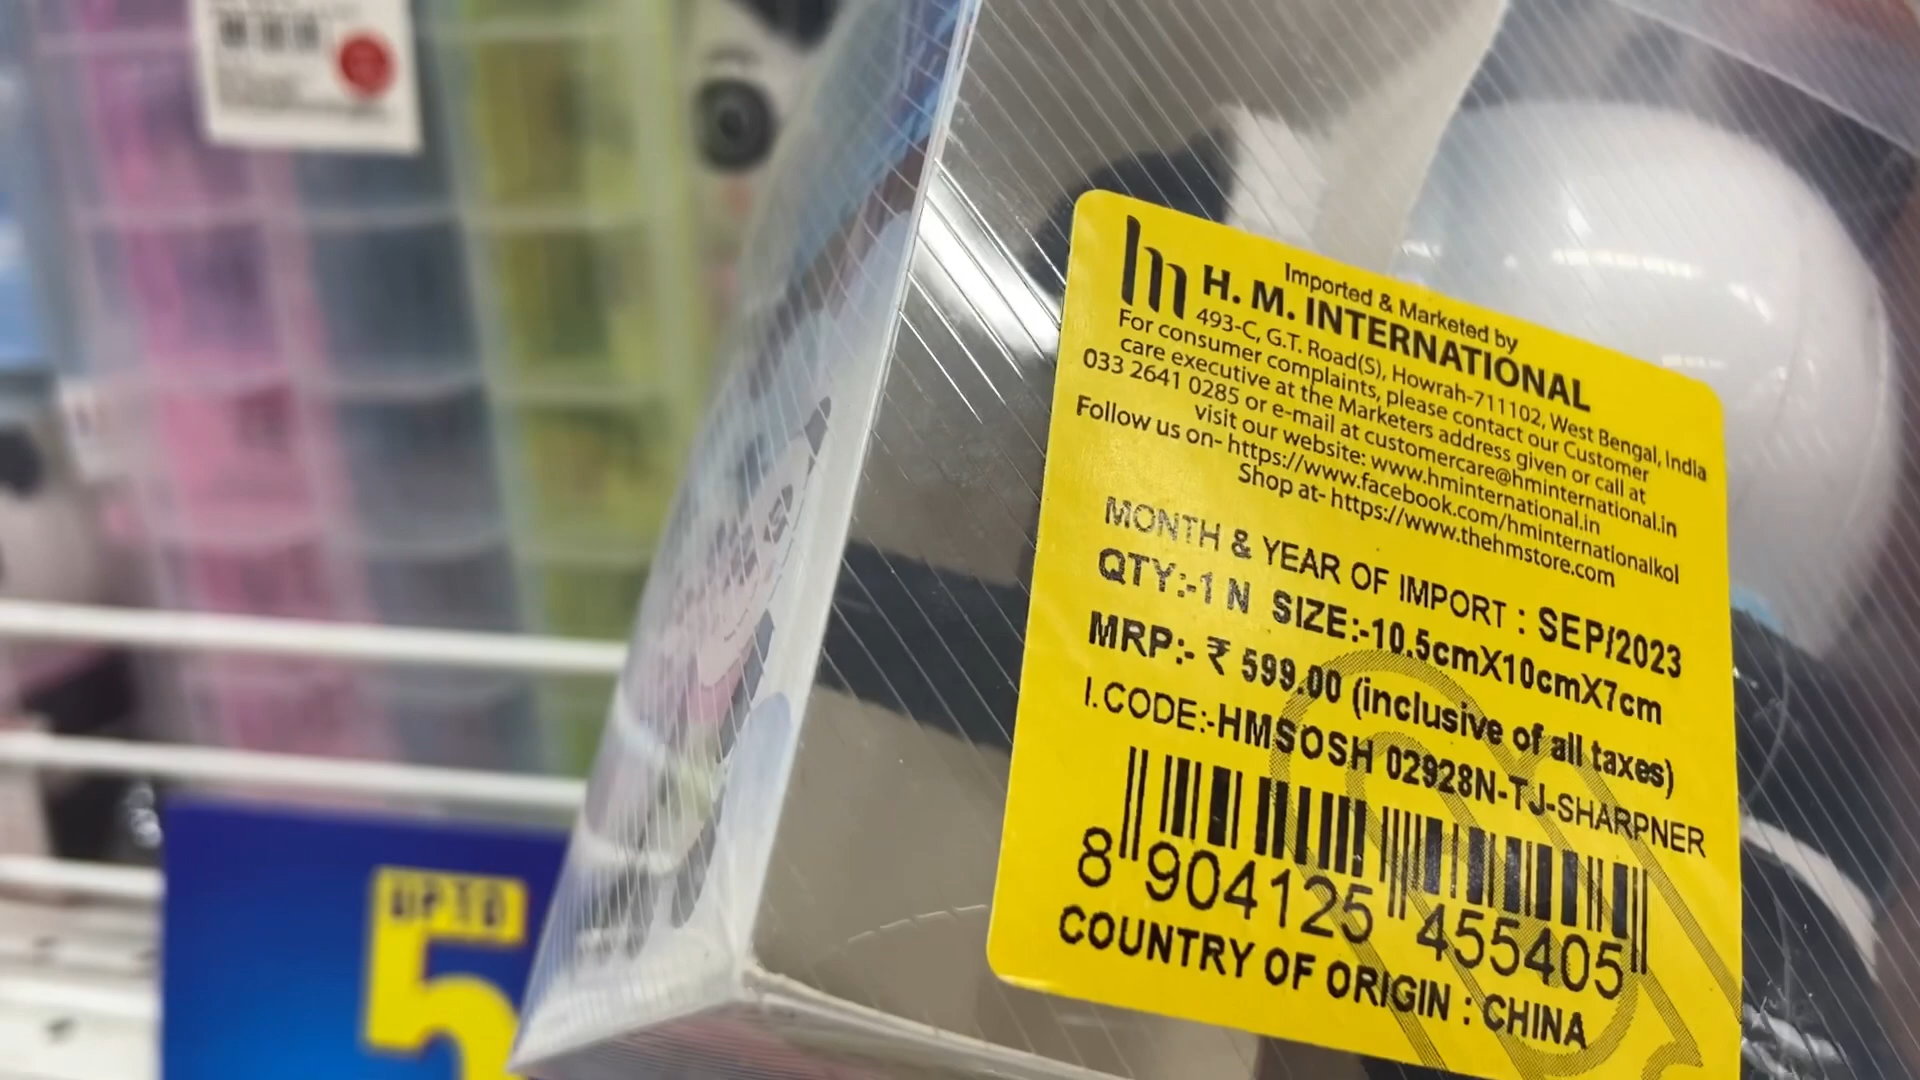 Imported & Marketed by
hm H. M. INTERNATIONAL
493-C, G.T. Road(S), Howrah-711102, West Bengal, India
For consumer complaints, please contact our Customer
care executive at the Marketers address given or call at
033 2641 0285 or e-mail at customercare@hminternational.in
visit our website: www.hminternational.in
Follow us on- https://www.facebook.com/hminternationalkol
Shop at- https://www.thehmstore.com
MONTH & YEAR OF IMPORT : SEP/2023
QTY:-1 N SIZE:-10.5cmX10cmX7cm
MRP:- ₹ 599.00 (inclusive of all taxes)
I. CODE:-HMSOSH 02928N-TJ-SHARPNER
8 904125 455405
COUNTRY OF ORIGIN : CHINA
UPTO
5